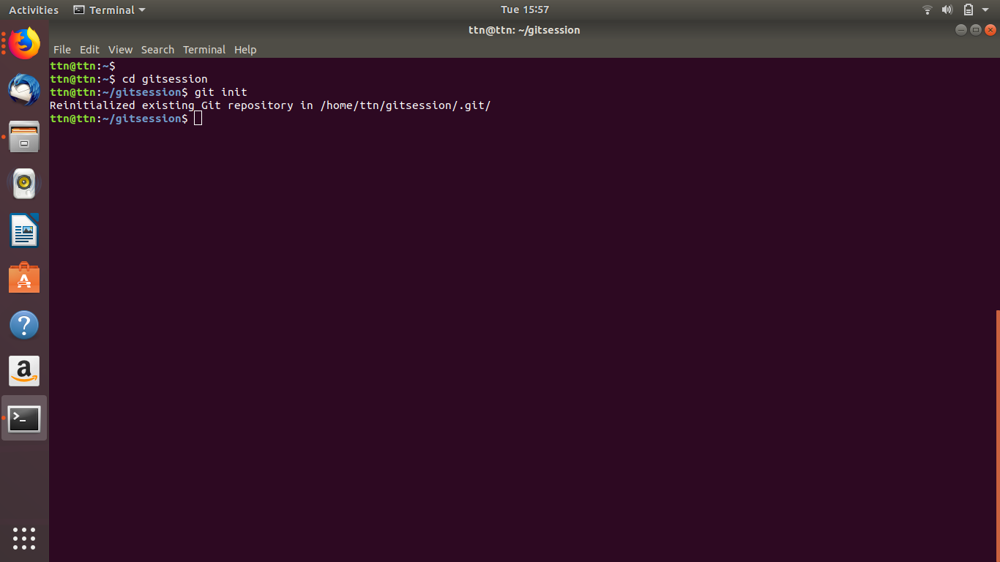 Activities Terminal Tue 15:57
ttn@ttn: ~/gitsession
File Edit View Search Terminal Help
ttn@ttn:~$
ttn@ttn:~$ cd gitsession
ttn@ttn:~/gitsession$ git init
Reinitialized existing Git repository in /home/ttn/gitsession/.git/
ttn@ttn:~/gitsession$